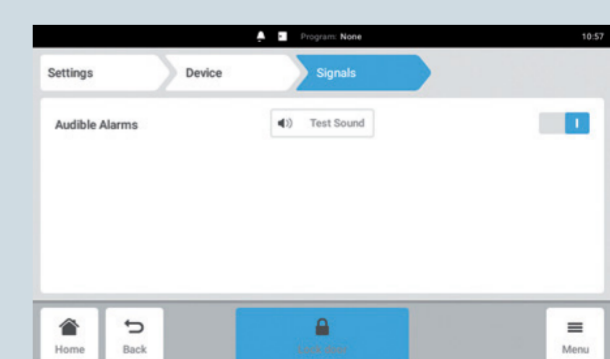 Program: None
10:57
Settings
Device
Signals
Audible Alarms
Test Sound
I
Home
Back
Menu